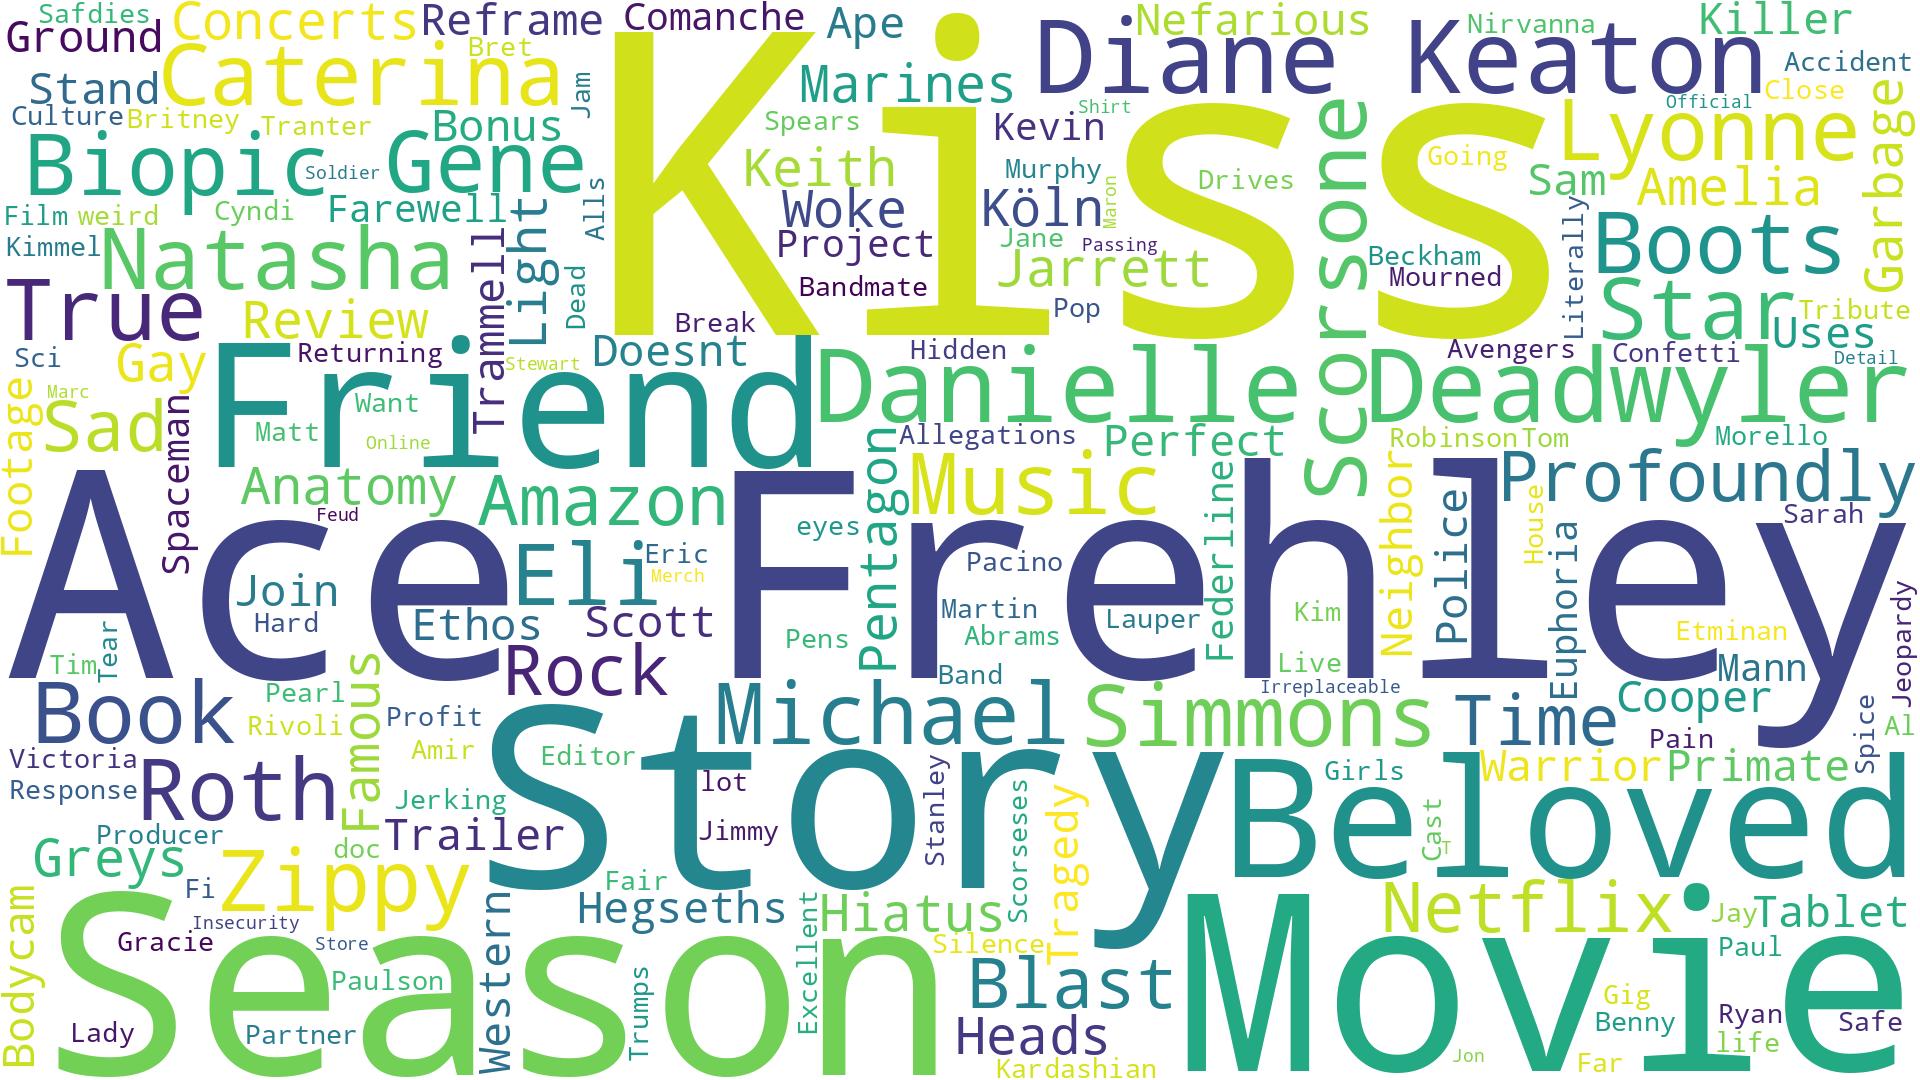 Safdies
Ground
Concerts
Reframe
Bret
Comanche
Ape
Nefarious
Nirvanna
Killer
Stand
Caterina
Jam
Kiss
Marines
Diane
Keaton
Accident
Culture
Britney
Tranter
Bonus
Spears
Shirt
Kevin
Official
Close
Garbage
Biopic
Soldier
Gene
Keith
Murphy
Drives
Scorsone
Going
Lyonne
Sam
Amelia
Film
weird
Cyndi
Farewell
Light
Alls
Woke
Köln
Maron
Literally
Boots
Kimmel
Natasha
Trammell
Dead
Project
Jane
Passing
Jarrett
Beckham
Mourned
True
Review
Bandmate
Pop
Star
Tribute
Break
Uses
Sci
Gay
Returning
Friend
Stewart
Doesnt
Hidden
Danielle
Avengers
Confetti
Deadwyler
Detail
Footage
Marc
Sad
Spaceman
Want
Matt
Online
Allegations
Perfect
Robinson
Tom
Morello
Anatomy
Amazon
Pentagon
Music
Federline
Neighbor
Police
Profoundly
Feud
Ace Frehley
eyes
House
Sarah
Join
Eli
Eric
Merch
Pacino
Euphoria
Hard
Ethos
Scott
Martin
Lauper
Kim
Etminan
Jeopardy
Tim
Tear
Pens
Abrams
Live
Mann
Famous
Rock
Band
Irreplaceable
Book
Pearl
Rivoli
Profit
Michael
Simmons
Time
Cooper
Pain
Spice
Al
Victoria
Amir
Story
Editor
Response
Roth
Jerking
lot
Stanley
Scorseses
Tragedy
Girls
Beloved
Warrior
Primate
Producer
doc
Trailer
Jimmy
Cast
T
Greys
Fi
Zippy
Fair
Hegseths
Hiatus
Netflix
Jay
Tablet
Bodycam
Gracie
Insecurity
Store
Western
Excellent
Silence
Paul
Season
Paulson
Trumps
Blast
Movie
Lady
Partner
Heads
Gig
Benny
Ryan
Safe
life
Kardashian
Jon
Far